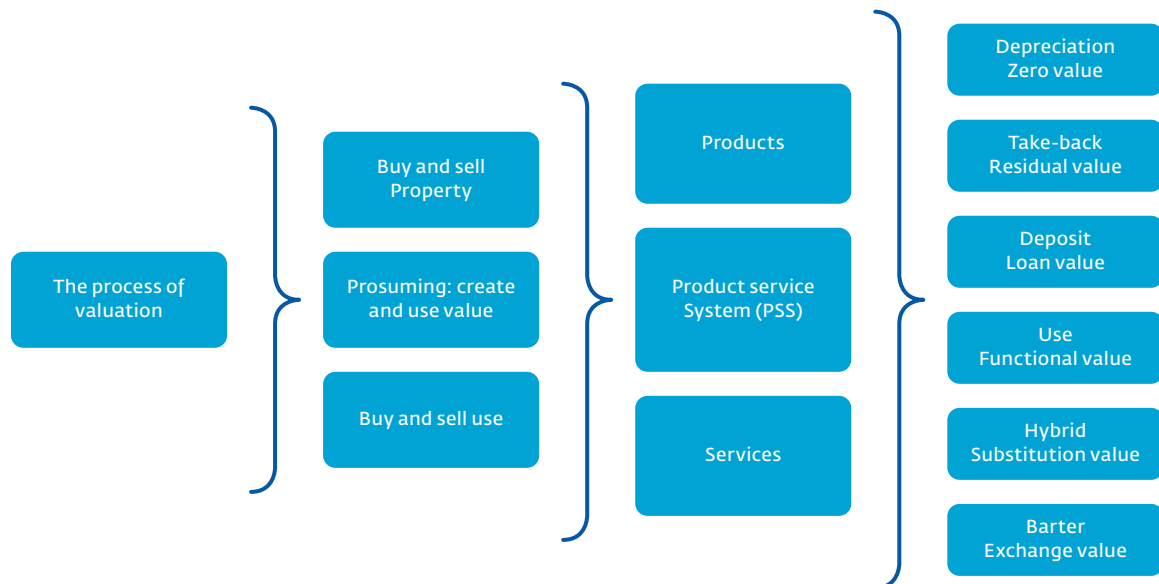 The process of
valuation
Buy and sell
Property
Prosuming: create
and use value
Buy and sell use
Products
Product service
System (PSS)
Services
Depreciation
Zero value
Take-back
Residual value
Deposit
Loan value
Use
Functional value
Hybrid
Substitution value
Barter
Exchange value